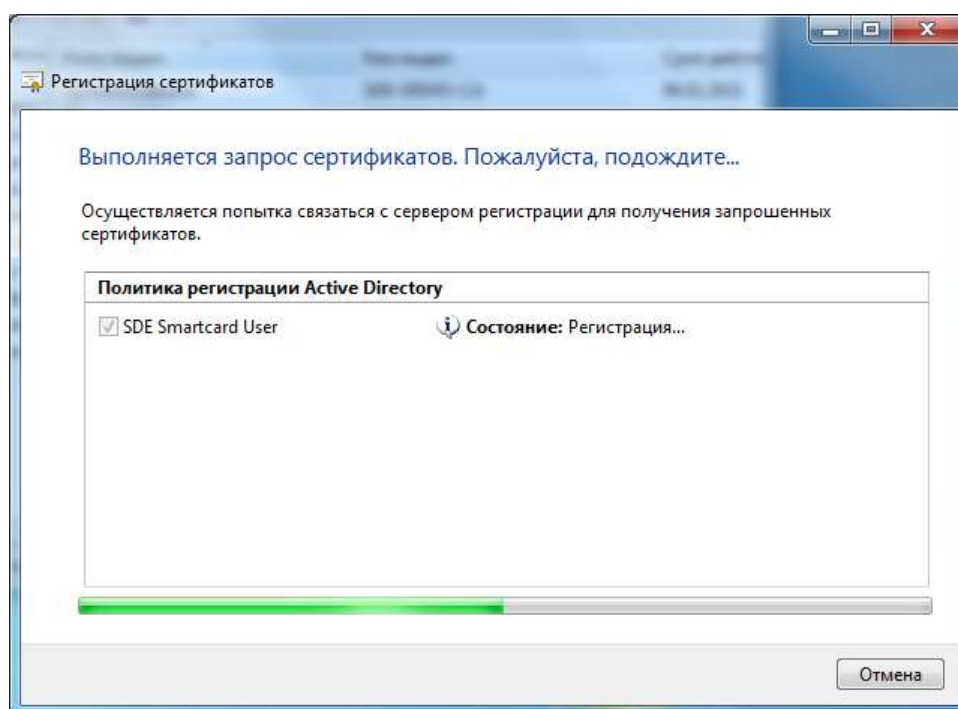 Регистрация сертификатов
Выполняется запрос сертификатов. Пожалуйста, подождите...
Осуществляется попытка связаться с сервером регистрации для получения запрошенных
сертификатов.
Политика регистрации Active Directory
SDE Smartcard User Состояние: Регистрация...
Отмена